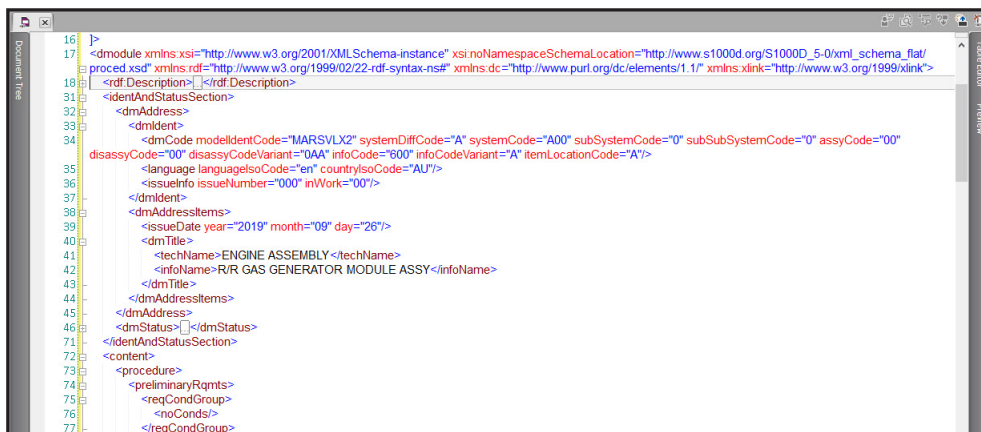 Document Tree
16 ]>
17 <dmodule xmlns:xsi="http://www.w3.org/2001/XMLSchema-instance" xsi:noNamespaceSchemaLocation="http://www.s1000d.org/S1000D_5-0/xml_schema_flat/
proced.xsd" xmlns:rdf="http://www.w3.org/1999/02/22-rdf-syntax-ns#" xmlns:dc="http://www.purl.org/dc/elements/1.1/" xmlns:xlink="http://www.w3.org/1999/xlink">
18 <rdf:Description>...</rdf:Description>
31 <identAndStatusSection>
32 <dmAddress>
33 <dmIdent>
34 <dmCode modelIdentCode="MARSVLX2" systemDiffCode="A" systemCode="A00" subSystemCode="0" subSubSystemCode="0" assyCode="00"
disassyCode="00" disassyCodeVariant="0AA" infoCode="600" infoCodeVariant="A" itemLocationCode="A"/>
35 <language languageIsoCode="en" countryIsoCode="AU"/>
36 <issueInfo issueNumber="000" inWork="00"/>
37 </dmIdent>
38 <dmAddressItems>
39 <issueDate year="2019" month="09" day="26"/>
40 <dmTitle>
41 <techName>ENGINE ASSEMBLY</techName>
42 <infoName>R/R GAS GENERATOR MODULE ASSY</infoName>
43 </dmTitle>
44 </dmAddressItems>
45 </dmAddress>
46 <dmStatus>...</dmStatus>
71 </identAndStatusSection>
72 <content>
73 <procedure>
74 <preliminaryRqmts>
75 <reqCondGroup>
76 <noConds/>
77 </reqCondGroup>
Table Editor
Preview